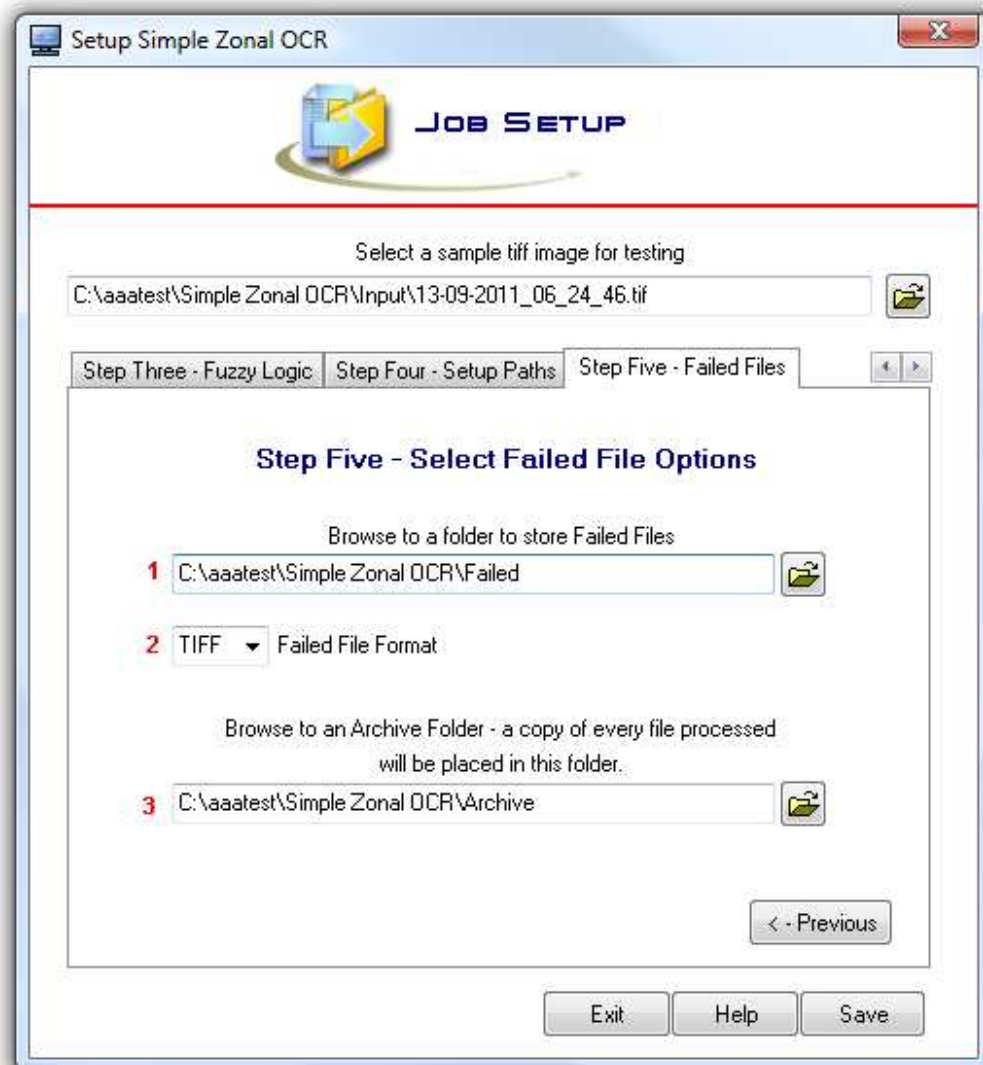 Setup Simple Zonal OCR
Job Setup
Select a sample tiff image for testing
C:\aaatest\Simple Zonal OCR\Input\13-09-2011_06_24_46.tif
Step Three - Fuzzy Logic Step Four - Setup Paths Step Five - Failed Files
Step Five - Select Failed File Options
Browse to a folder to store Failed Files
1 C:\aaatest\Simple Zonal OCR\Failed
2 TIFF Failed File Format
Browse to an Archive Folder - a copy of every file processed
will be placed in this folder.
3 C:\aaatest\Simple Zonal OCR\Archive
< - Previous
Exit Help Save